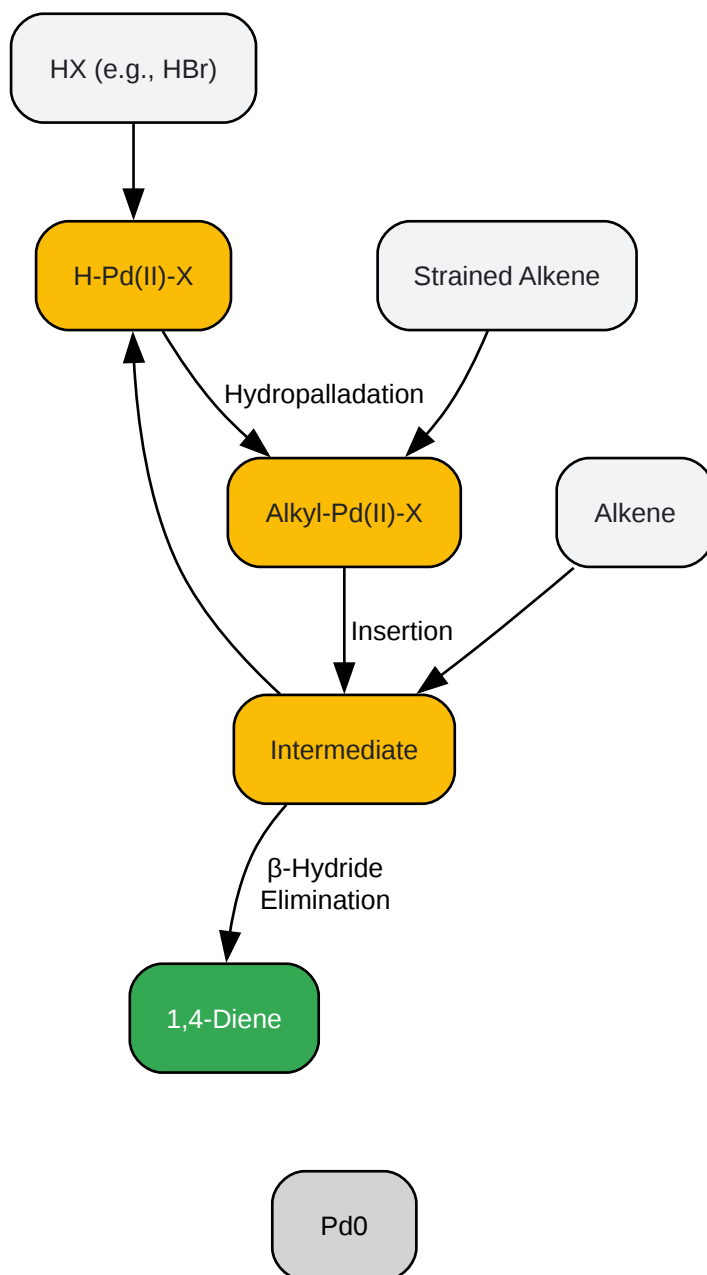 HX (e.g., HBr)
H-Pd(II)-X
Strained Alkene
Hydropalladation
Alkyl-Pd(II)-X
Alkene
Insertion
Intermediate
β-Hydride
Elimination
1,4-Diene
Pd0